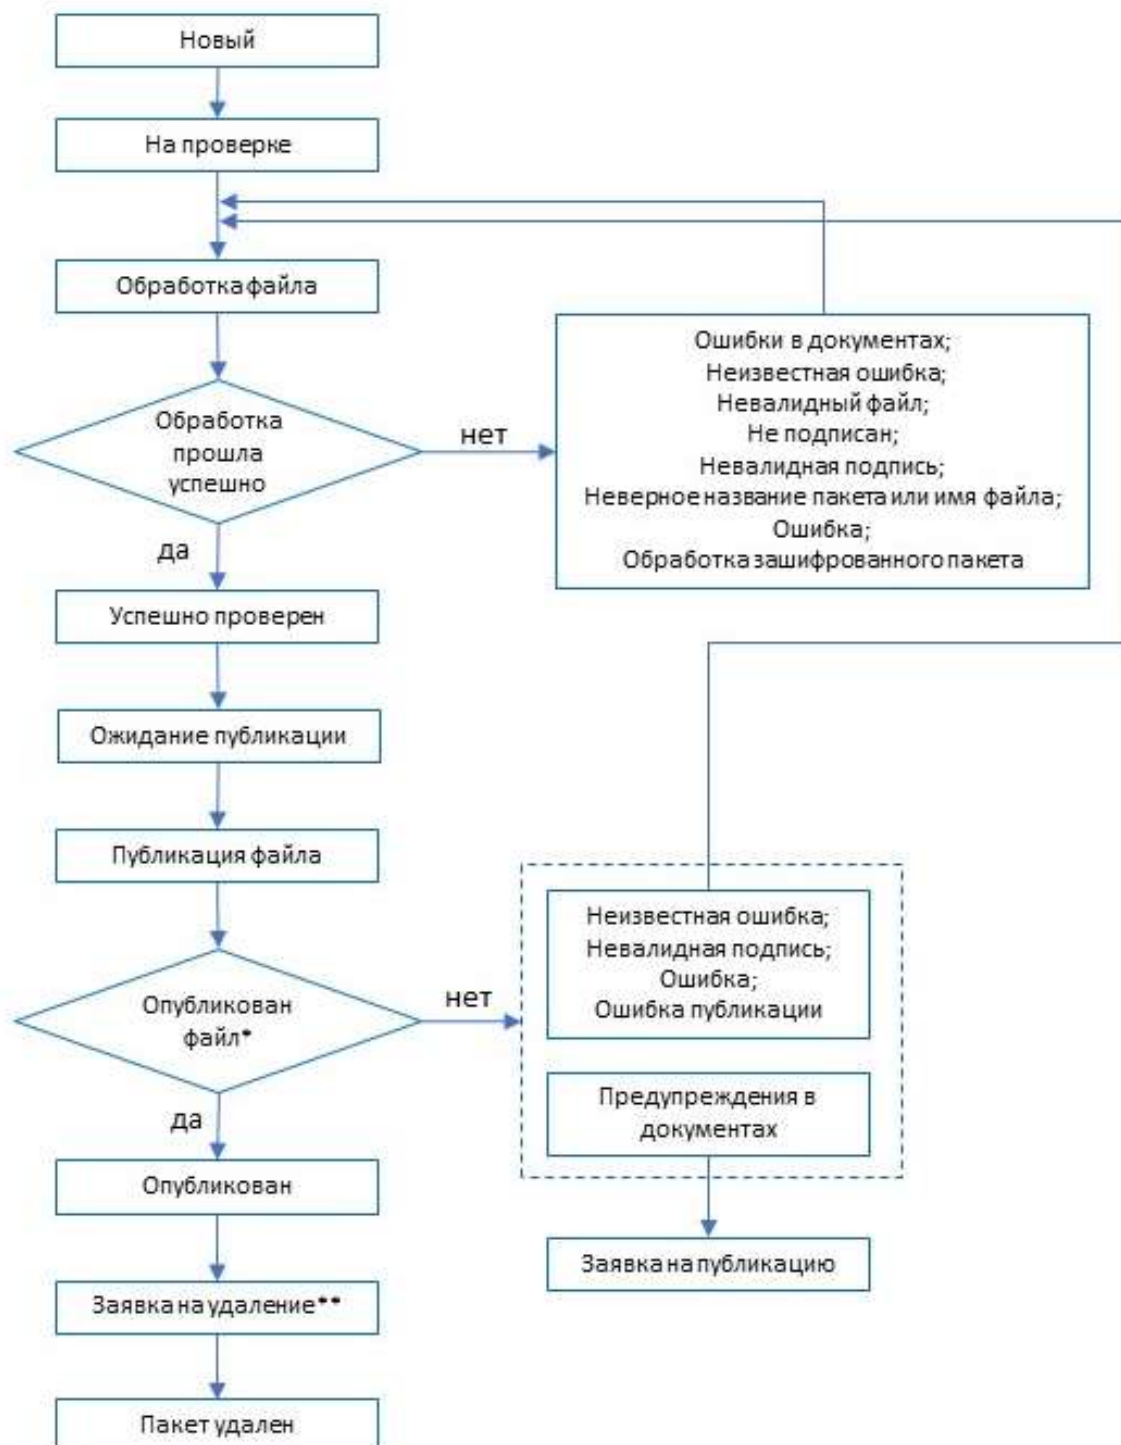 Новый
На проверке
Обработка файла
Обработка
прошла
успешно
нет
Ошибки в документах;
Неизвестная ошибка;
Невалидный файл;
Не подписан;
Невалидная подпись;
Неверное название пакета или имя файла;
Ошибка;
Обработка зашифрованного пакета
да
Успешно проверен
Ожидание публикации
Публикация файла
Опубликован
файл*
нет
Неизвестная ошибка;
Невалидная подпись;
Ошибка;
Ошибка публикации
Предупреждения в
документах
да
Опубликован
Заявка на публикацию
Заявка на удаление**
Пакет удален